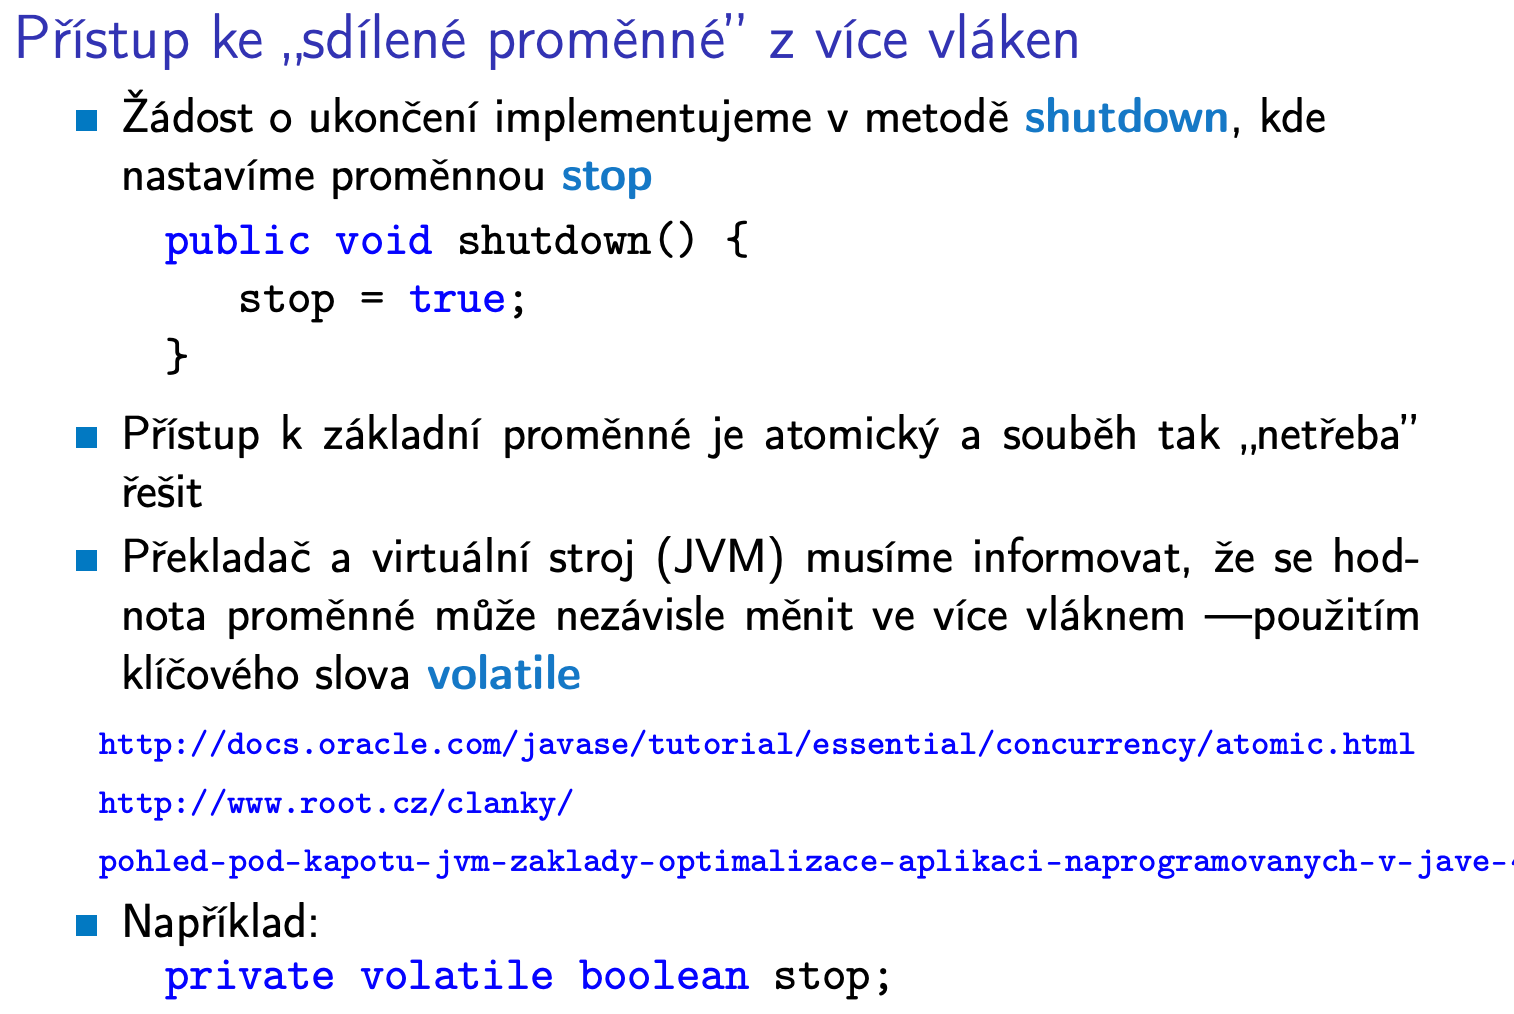 Přístup ke „sdílené proměnné” z více vláken
Žádost o ukončení implementujeme v metodě shutdown, kde
nastavíme proměnnou stop
public void shutdown() {
stop = true;
}
Přístup k základní proměnné je atomický a souběh tak „netřeba”
řešit
Překladač a virtuální stroj (JVM) musíme informovat, že se hod-
nota proměnné může nezávisle měnit ve více vláknem —použitím
klíčového slova volatile
http://docs.oracle.com/javase/tutorial/essential/concurrency/atomic.html
http://www.root.cz/clanky/
pohled-pod-kapotu-jvm-zaklady-optimalizace-aplikaci-naprogramovanych-v-jave-
Například:
private volatile boolean stop;